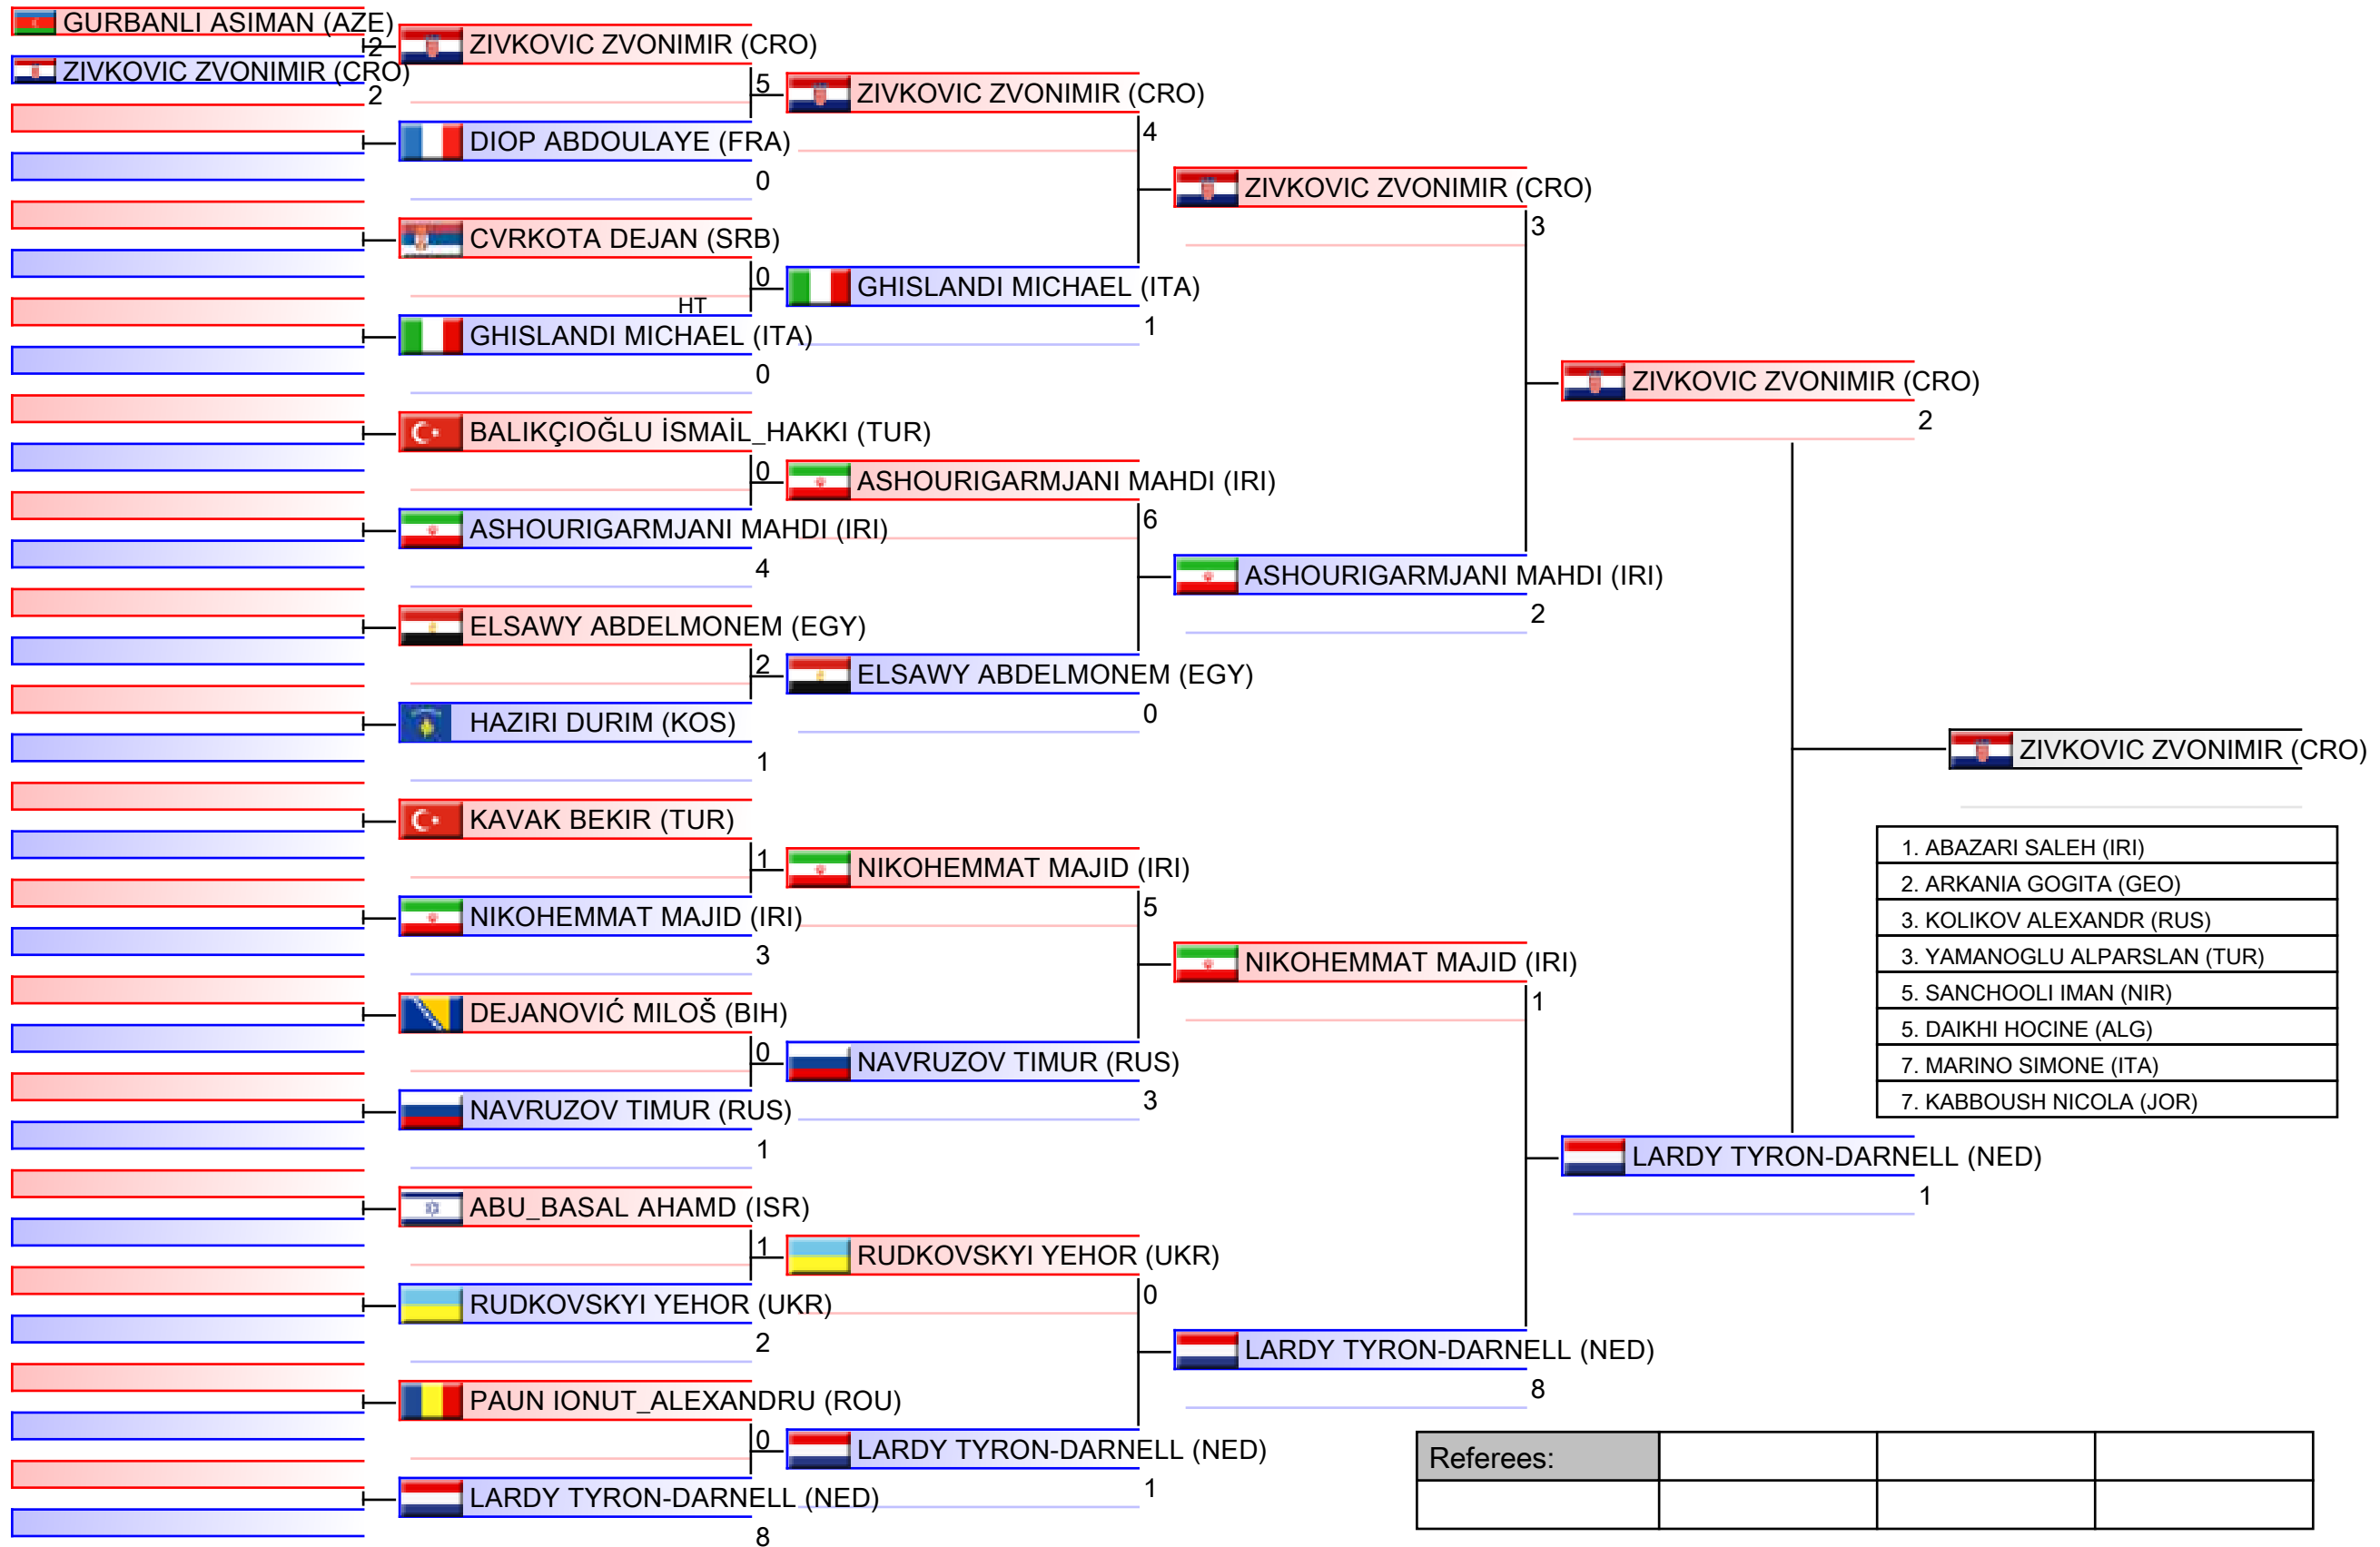 GURBANLI ASIMAN (AZE)
2
ZIVKOVIC ZVONIMIR (CRO)
2
ZIVKOVIC ZVONIMIR (CRO)
5
DIOP ABDOULAYE (FRA)
0
CVRKOTA DEJAN (SRB)
0
HT
GHISLANDI MICHAEL (ITA)
0
BALIKÇIOĞLU İSMAİL_HAKKI (TUR)
0
ASHOURIGARMJANI MAHDI (IRI)
4
ELSAWY ABDELMONEM (EGY)
2
HAZIRI DURIM (KOS)
1
KAVAK BEKIR (TUR)
1
NIKOHEMMAT MAJID (IRI)
3
DEJANOVIĆ MILOŠ (BIH)
0
NAVRUZOV TIMUR (RUS)
1
ABU_BASAL AHAMD (ISR)
1
RUDKOVSKYI YEHOR (UKR)
2
PAUN IONUT_ALEXANDRU (ROU)
0
LARDY TYRON-DARNELL (NED)
8
ZIVKOVIC ZVONIMIR (CRO)
4
GHISLANDI MICHAEL (ITA)
1
ASHOURIGARMJANI MAHDI (IRI)
6
ELSAWY ABDELMONEM (EGY)
0
NIKOHEMMAT MAJID (IRI)
5
NAVRUZOV TIMUR (RUS)
3
RUDKOVSKYI YEHOR (UKR)
0
LARDY TYRON-DARNELL (NED)
1
ZIVKOVIC ZVONIMIR (CRO)
3
ASHOURIGARMJANI MAHDI (IRI)
2
NIKOHEMMAT MAJID (IRI)
1
LARDY TYRON-DARNELL (NED)
8
ZIVKOVIC ZVONIMIR (CRO)
2
LARDY TYRON-DARNELL (NED)
1
ZIVKOVIC ZVONIMIR (CRO)
1. ABAZARI SALEH (IRI)
2. ARKANIA GOGITA (GEO)
3. KOLIKOV ALEXANDR (RUS)
3. YAMANOGLU ALPARSLAN (TUR)
5. SANCHOOLI IMAN (NIR)
5. DAIKHI HOCINE (ALG)
7. MARINO SIMONE (ITA)
7. KABBOUSH NICOLA (JOR)
Referees: